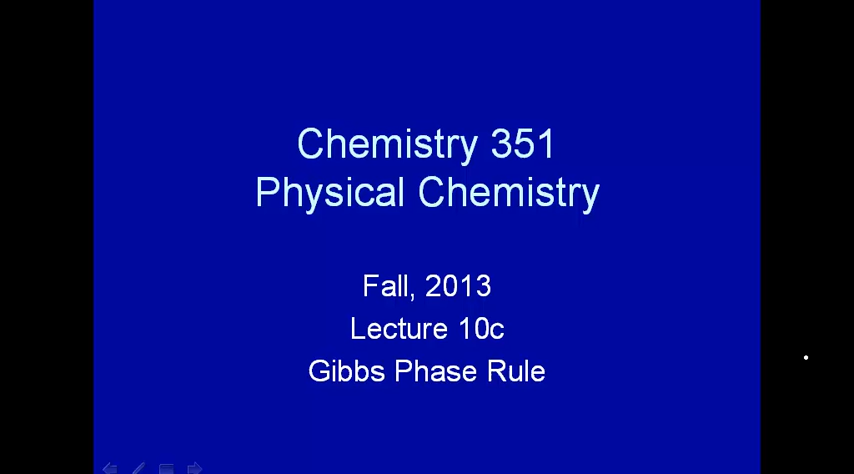 Chemistry 351
Physical Chemistry
Fall, 2013
Lecture 10c
Gibbs Phase Rule